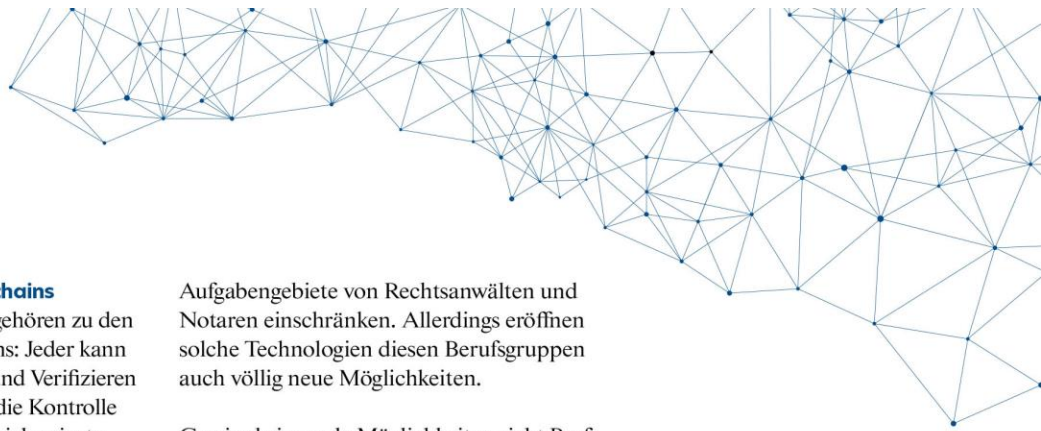 hains
gehören zu den
ns: Jeder kann
nd Verifizieren
die Kontrolle
Aufgabengebiete von Rechtsanwälten und
Notaren einschränken. Allerdings eröffnen
solche Technologien diesen Berufsgruppen
auch völlig neue Möglichkeiten.